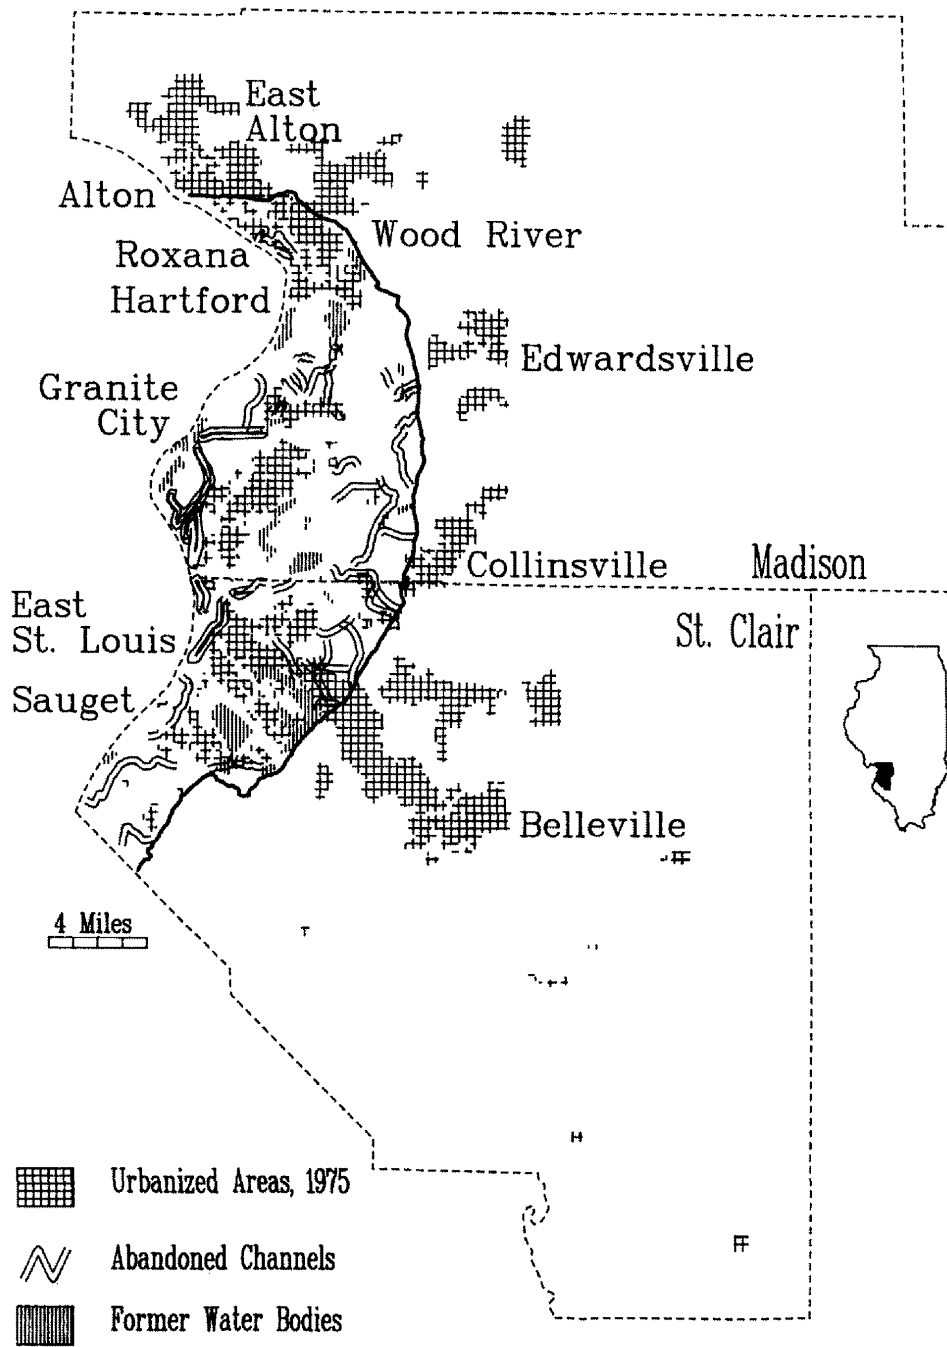 East
Alton
Alton
Wood River
Roxana
Hartford
Edwardsville
Granite
City
Collinsville
Madison
East
St. Louis
St. Clair
Sauget
Belleville
4 Miles
Urbanized Areas, 1975
Abandoned Channels
Former Water Bodies